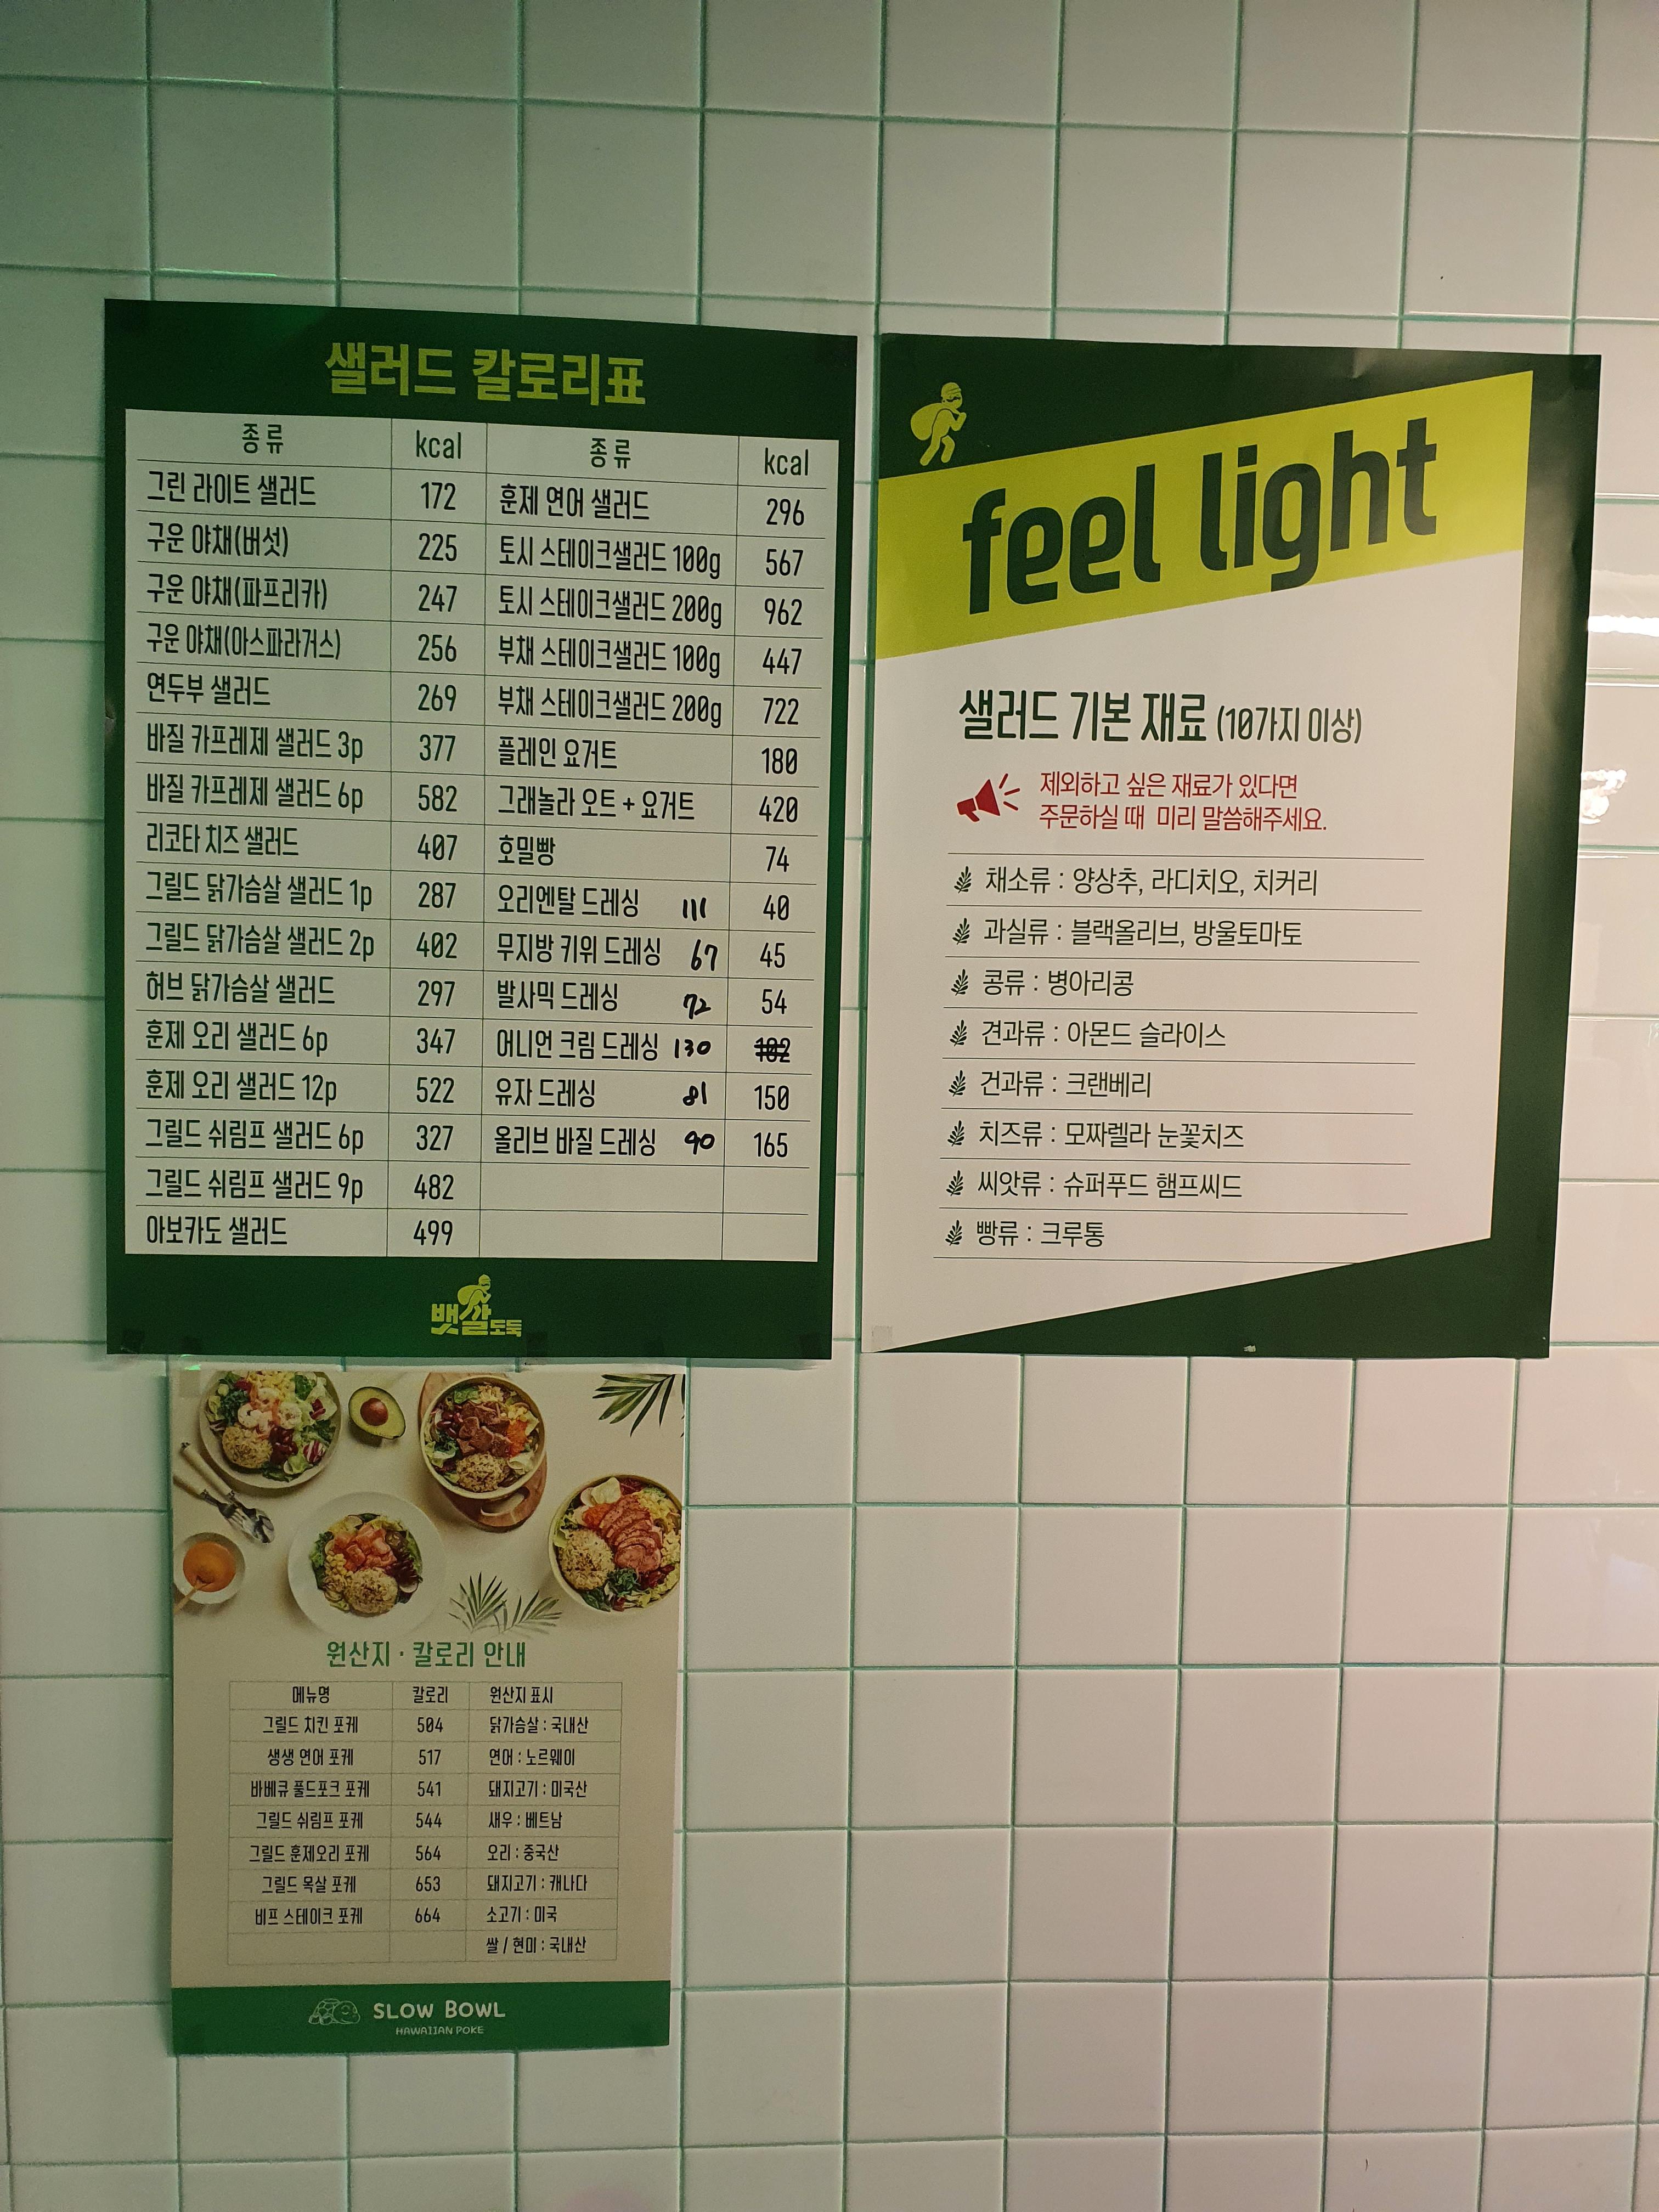 샐러드 칼로리표
종류 kcal 종류 kcal
그린 라이트 샐러드 172 훈제 연어 샐러드 296
구운 야채(버섯) 225 토시 스테이크샐러드 100g 567
구운 야채(파프리카) 247 토시 스테이크샐러드 200g 962
구운 야채(아스파라거스) 256 부채 스테이크샐러드 100g 447
연두부 샐러드 269 부채 스테이크샐러드 200g 722
바질 카프레제 샐러드 3p 377 플레인 요거트 180
바질 카프레제 샐러드 6p 582 그래놀라 오트 + 요거트 420
리코타 치즈 샐러드 407 호밀빵 74
그릴드 닭가슴살 샐러드 1p 287 오리엔탈 드레싱 111 40
그릴드 닭가슴살 샐러드 2p 402 무지방 키위 드레싱 67 45
허브 닭가슴살 샐러드 297 발사믹 드레싱 72 54
훈제 오리 샐러드 6p 347 어니언 크림 드레싱 130 102
훈제 오리 샐러드 12p 522 유자 드레싱 81 150
그릴드 쉬림프 샐러드 6p 327 올리브 바질 드레싱 90 165
그릴드 쉬림프 샐러드 9p 482
아보카도 샐러드 499
뱃살도둑
feel light
샐러드 기본 재료 (10가지 이상)
제외하고 싶은 재료가 있다면
주문하실 때 미리 말씀해주세요.
채소류 : 양상추, 라디치오, 치커리
과실류 : 블랙올리브, 방울토마토
콩류 : 병아리콩
견과류 : 아몬드 슬라이스
건과류 : 크랜베리
치즈류 : 모짜렐라 눈꽃치즈
씨앗류 : 슈퍼푸드 햄프씨드
빵류 : 크루통
원산지 · 칼로리 안내
메뉴명 칼로리 원산지 표시
그릴드 치킨 포케 504 닭가슴살 : 국내산
생생 연어 포케 517 연어 : 노르웨이
바베큐 풀드포크 포케 541 돼지고기 : 미국산
그릴드 쉬림프 포케 544 새우 : 베트남
그릴드 훈제오리 포케 564 오리 : 중국산
그릴드 목살 포케 653 돼지고기 : 캐나다
비프 스테이크 포케 664 소고기 : 미국
쌀 / 현미 : 국내산
SLOW BOWL
HAWAIIAN POKE